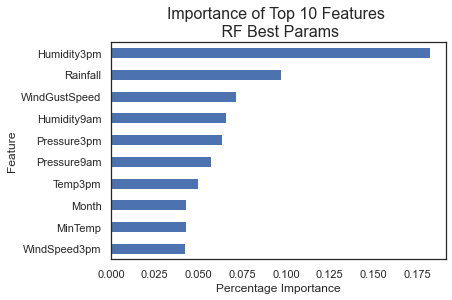 Importance of Top 10 Features
RF Best Params
Humidity3pm
Rainfall
WindGustSpeed
Humidity9am
Pressure3pm
Pressure9am
Temp3pm
Month
MinTemp
WindSpeed3pm
Feature
0.000 0.025 0.050 0.075 0.100 0.125 0.150 0.175
Percentage Importance